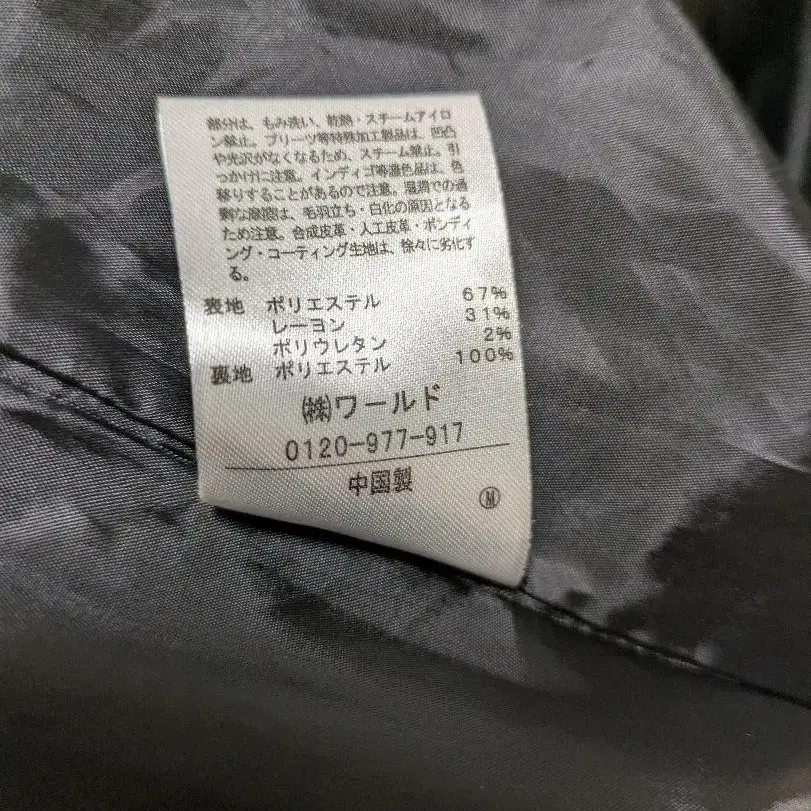 部分は、もみ洗い、乾熱・スチームアイロ
ン禁止。プリーツ等特殊加工製品は、凹凸
や光沢がなくなるため、スチーム禁止。引
っかけに注意。インディゴ等濃色品は、色
移りすることがあるので注意。湿潤での過
剰な摩擦は、毛羽立ち・白化の原因となる
ため注意。合成皮革・人工皮革・ボンディ
ング・コーティング生地は、徐々に劣化す
る。
表地 ポリエステル 67%
レーヨン 31%
ポリウレタン 2%
裏地 ポリエステル 100%
㈱ワールド
0120-977-917
中国製
Ⓜ